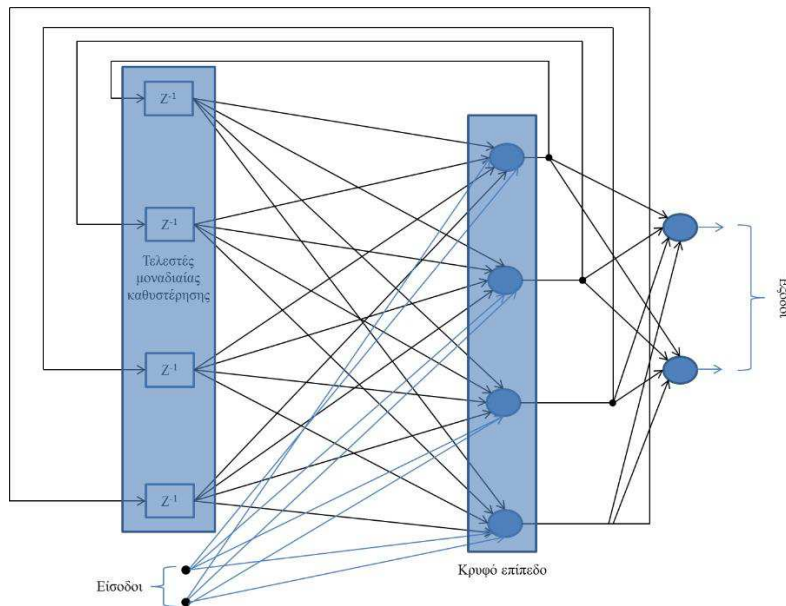 Z-1
Z-1
Τελεστές
μοναδιαίας
καθυστέρησης
Z-1
Z-1
Είσοδοι
Κρυφό επίπεδο
Έξοδοι